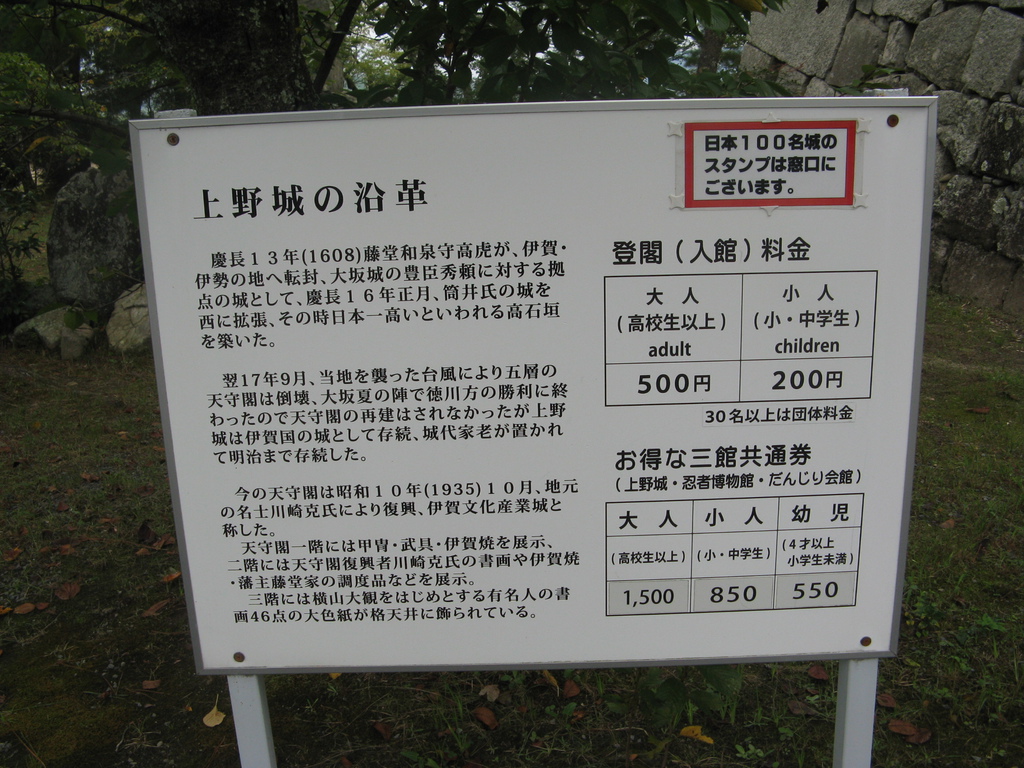 上野城の沿革
慶長13年(1608)藤堂和泉守高虎が、伊賀・
伊勢の地へ転封、大坂城の豊臣秀頼に対する拠
点の城として、慶長16年正月、筒井氏の城を
西に拡張、その時日本一高いといわれる高石垣
を築いた。
翌17年9月、当地を襲った台風により五層の
天守閣は倒壊、大坂夏の陣で徳川方の勝利に終
わったので天守閣の再建はされなかったが上野
城は伊賀国の城として存続、城代家老が置かれ
て明治まで存続した。
今の天守閣は昭和10年(1935)10月、地元
の名士川崎克氏により復興、伊賀文化産業城と
称した。
天守閣一階には甲冑・武具・伊賀焼を展示、
二階には天守閣復興者川崎克氏の書画や伊賀焼
・藩主藤堂家の調度品などを展示。
三階には横山大観をはじめとする有名人の書
画46点の大色紙が格天井に飾られている。
日本100名城の
スタンプは窓口に
ございます。
登閣(入館)料金
大人 小人
(高校生以上) (小・中学生)
adult children
500円 200円
30名以上は団体料金
お得な三館共通券
(上野城・忍者博物館・だんじり会館)
大人 小人 幼児
(高校生以上) (小・中学生) (4才以上
小学生未満)
1,500 850 550